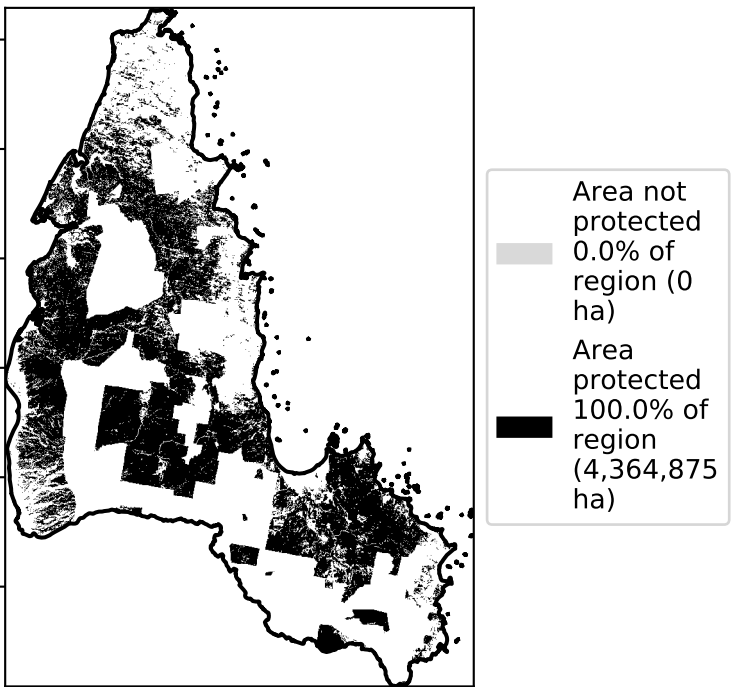 Area not
protected
0.0% of
region (0
ha)
Area
protected
100.0% of
region
(4,364,875
ha)